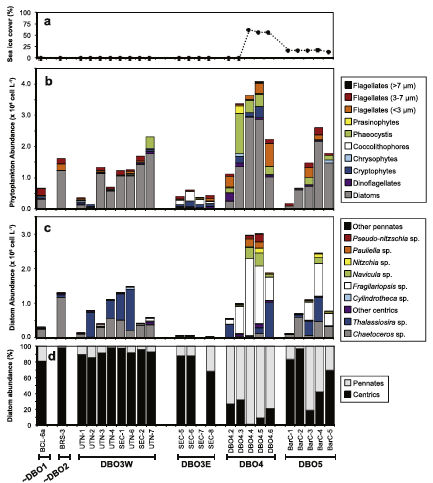 a
Sea ice cover (%)
100
75
50
25
0
b
Phytoplankton Abundance (x 10⁶ cell L⁻¹)
4.0
3.0
2.0
1.0
0.0
Flagellates (>7 µm)
Flagellates (3-7 µm)
Flagellates (<3 µm)
Prasinophytes
Phaeocystis
Coccolithophores
Chrysophytes
Cryptophytes
Dinoflagellates
Diatoms
c
Diatom Abundance (x 10⁶ cell L⁻¹)
3.0
2.0
1.0
0.0
Other pennates
Pseudo-nitzschia sp.
Pauliella sp.
Nitzchia sp.
Navicula sp.
Fragilariopsis sp.
Cylindrotheca sp.
Other centrics
Thalassiosira sp.
Chaetoceros sp.
d
Diatom abundance (%)
100
80
60
40
20
0
Pennates
Centrics
BCL-6a
BRS-3
UTN-1
UTN-2
UTN-3
UTN-4
SEC-1
UTN-6
SEC-2
UTN-7
SEC-5
SEC-6
SEC-7
SEC-8
DBO4.2
DBO4.3
DBO4.4
DBO4.5
DBO4.6
BarC-1
BarC-2
BarC-3
BarC-4
BarC-5
~DBO1
~DBO2
DBO3W
DBO3E
DBO4
DBO5